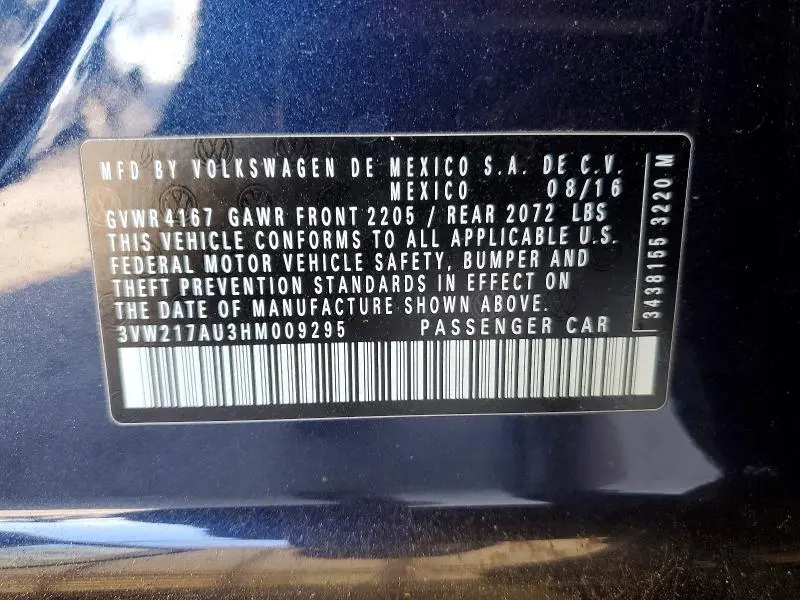 MFD BY VOLKSWAGEN DE MEXICO S.A. DE C.V.
MEXICO 08/16
GVWR 4167 GAWR FRONT 2205 / REAR 2072 LBS
THIS VEHICLE CONFORMS TO ALL APPLICABLE U.S.
FEDERAL MOTOR VEHICLE SAFETY, BUMPER AND
THEFT PREVENTION STANDARDS IN EFFECT ON
THE DATE OF MANUFACTURE SHOWN ABOVE.
3VW217AU3HM009295 PASSENGER CAR
3438155 3220 M